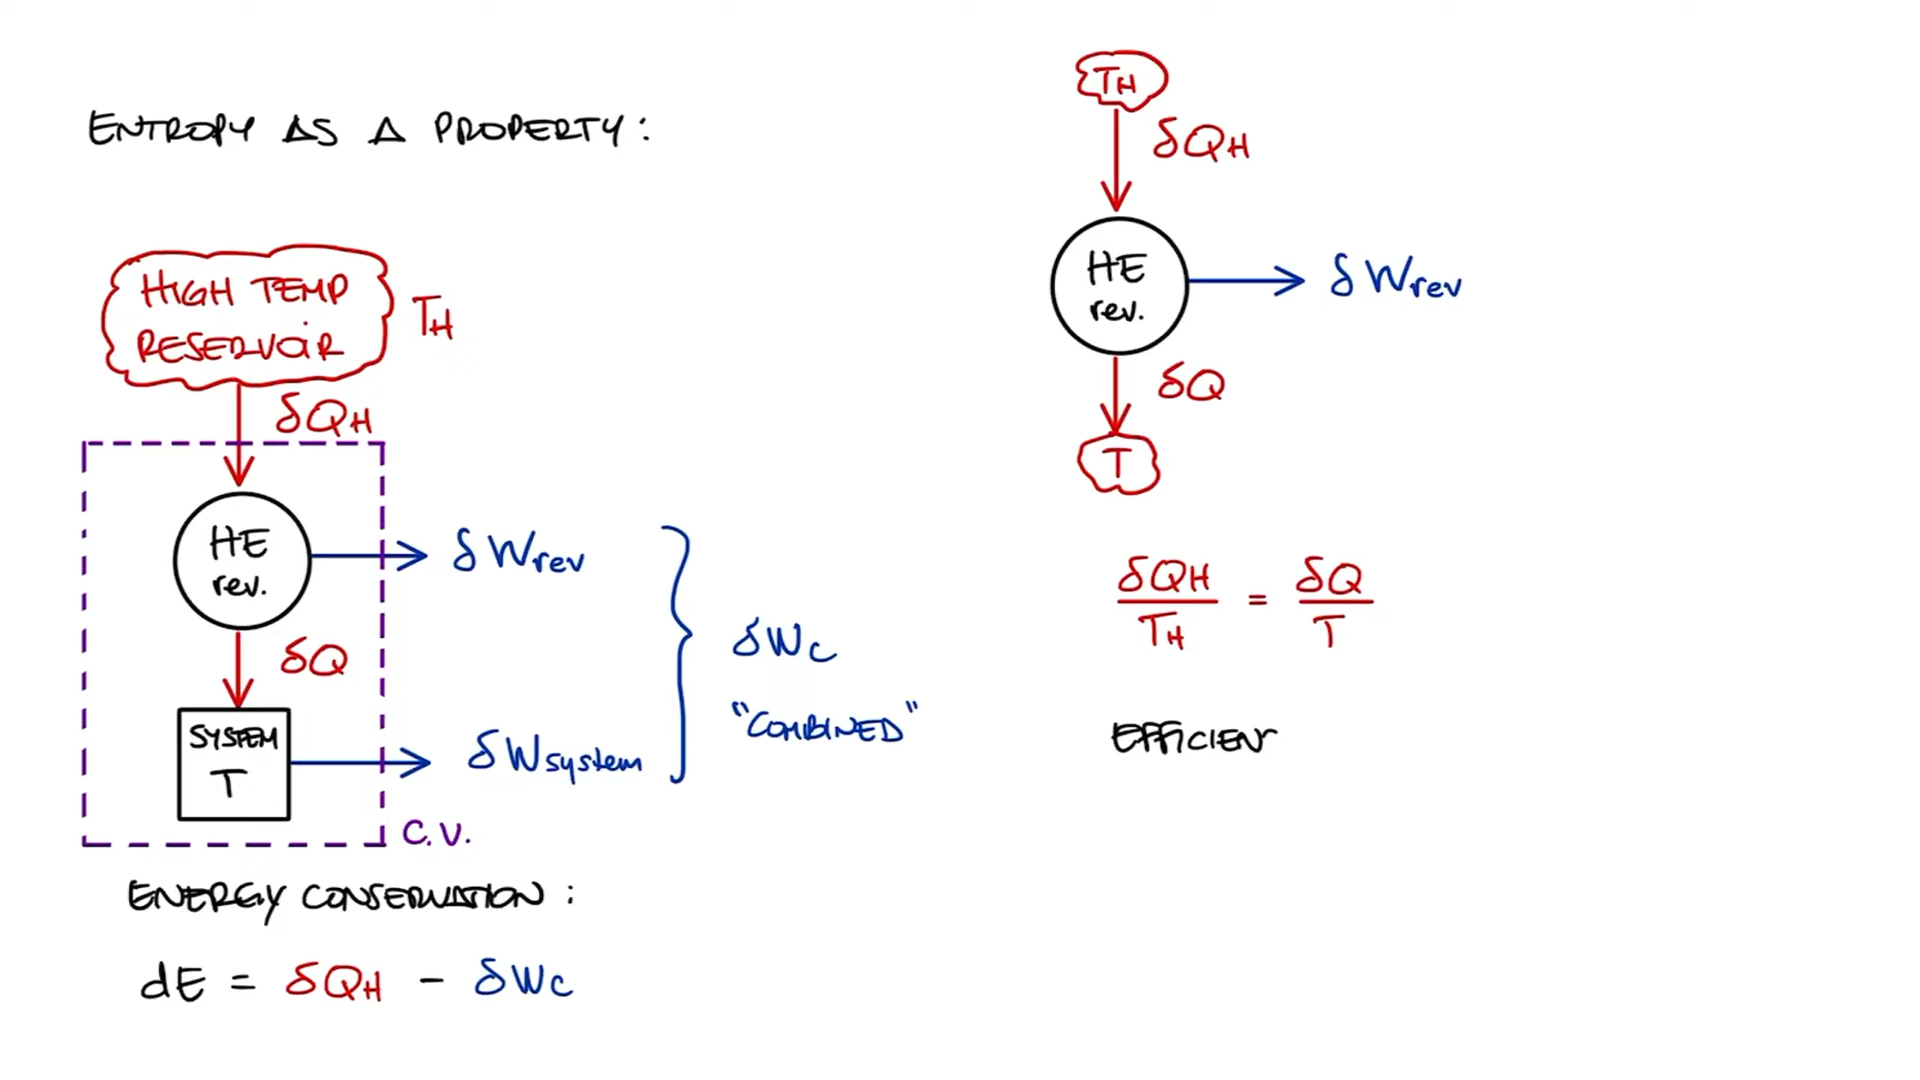 ENTROPY AS A PROPERTY:
HIGH TEMP
RESERVOIR
TH
δQH
HE
rev.
δWrev
δQ
SYSTEM
T
δWsystem
δWc
"COMBINED"
C.V.
ENERGY CONSERVATION:
dE = δQH - δWc
TH
δQH
HE
rev.
δWrev
δQ
T
δQH/TH = δQ/T
EFFICIENT